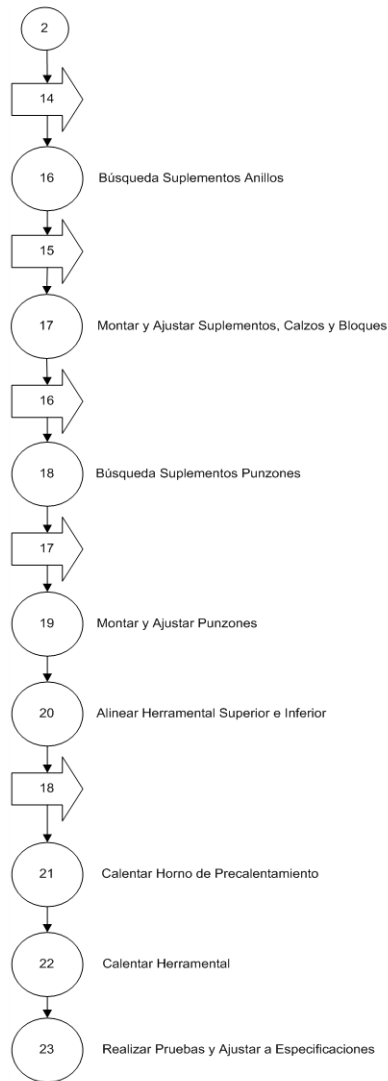 2
14
16 Búsqueda Suplementos Anillos
15
17 Montar y Ajustar Suplementos, Calzos y Bloques
16
18 Búsqueda Suplementos Punzones
17
19 Montar y Ajustar Punzones
20 Alinear Herramental Superior e Inferior
18
21 Calentar Horno de Precalentamiento
22 Calentar Herramental
23 Realizar Pruebas y Ajustar a Especificaciones